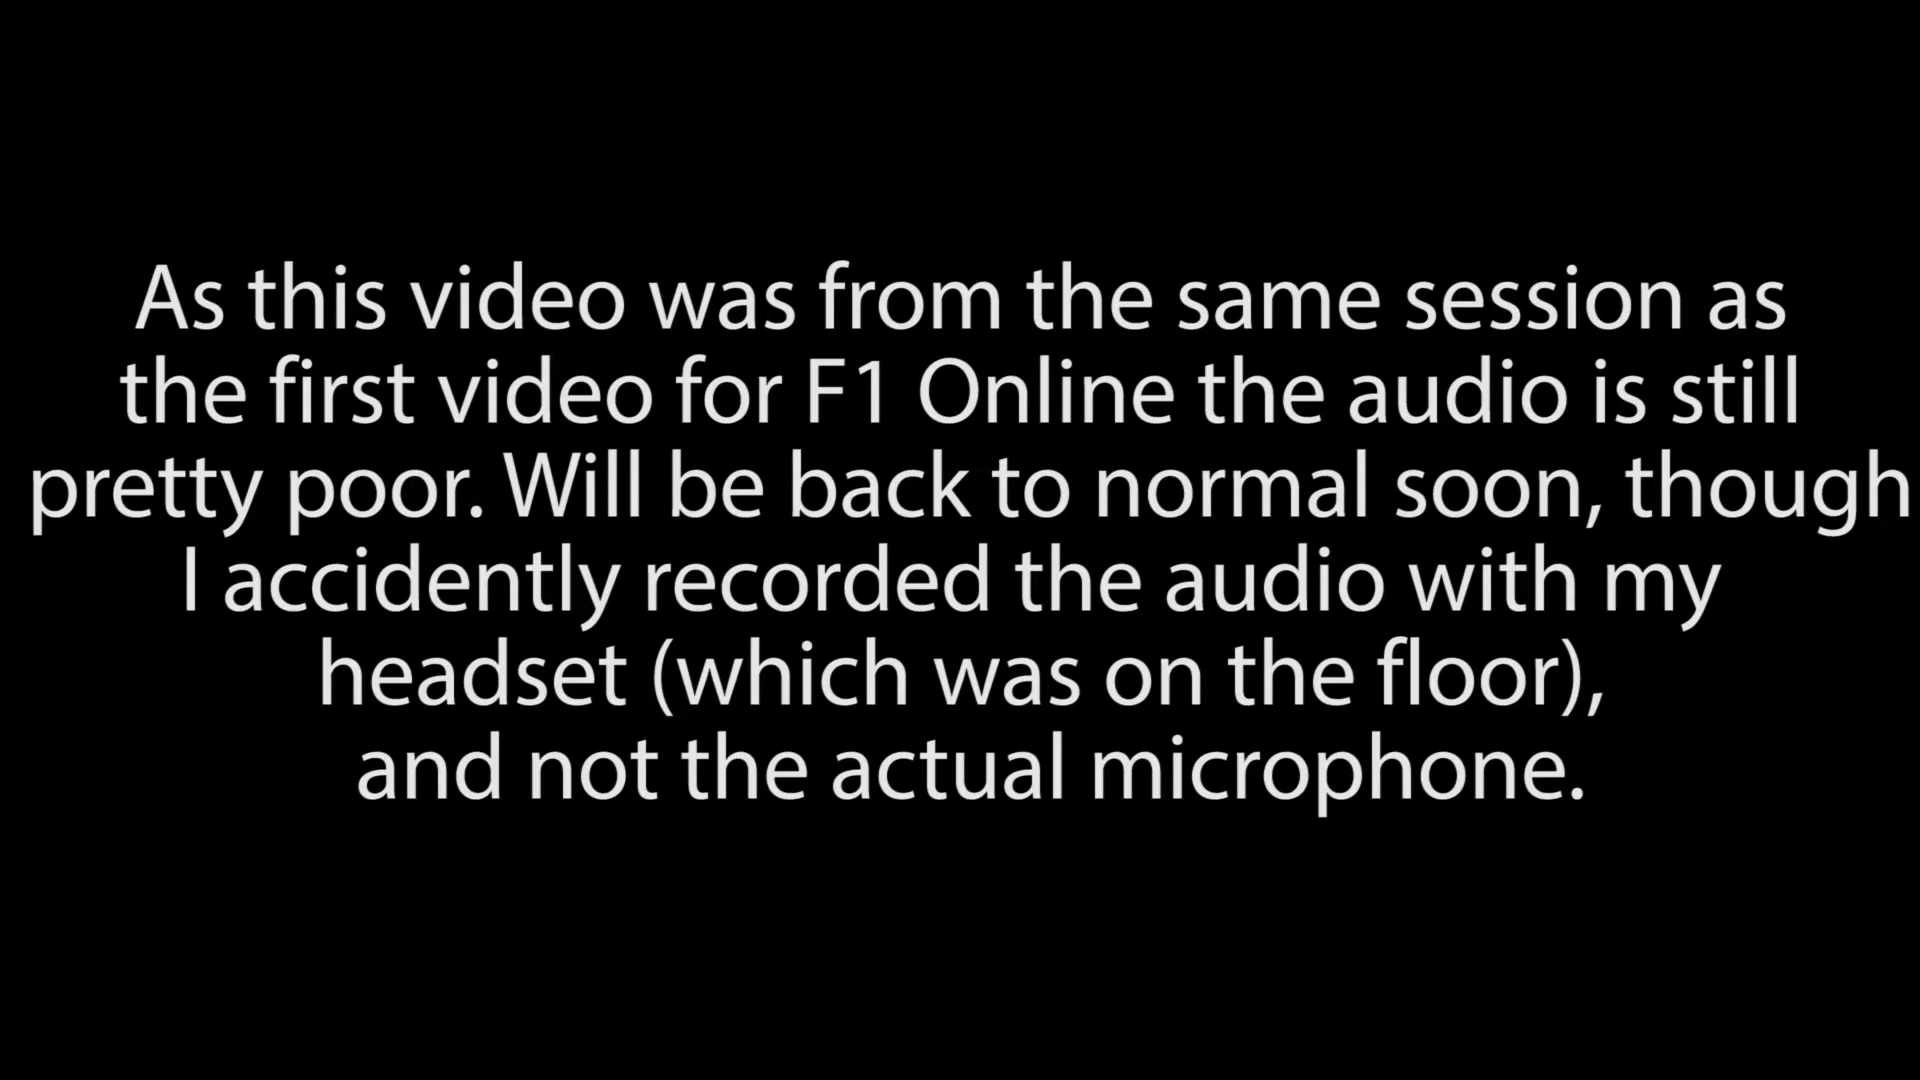 As this video was from the same session as
the first video for F1 Online the audio is still
pretty poor. Will be back to normal soon, though
I accidently recorded the audio with my
headset (which was on the floor),
and not the actual microphone.